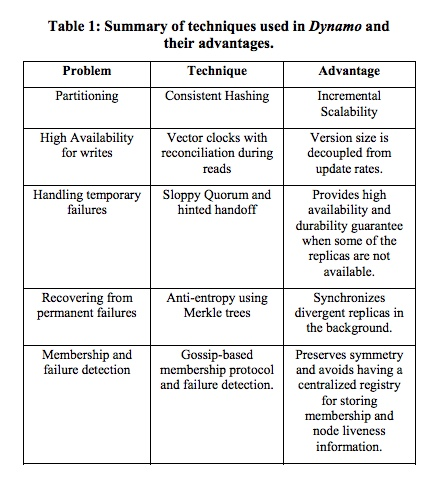 Table 1: Summary of techniques used in Dynamo and
their advantages.
Problem Technique Advantage
Partitioning Consistent Hashing Incremental
Scalability
High Availability Vector clocks with Version size is
for writes reconciliation during decoupled from
reads update rates.
Handling temporary Sloppy Quorum and Provides high
failures hinted handoff availability and
durability guarantee
when some of the
replicas are not
available.
Recovering from Anti-entropy using Synchronizes
permanent failures Merkle trees divergent replicas in
the background.
Membership and Gossip-based Preserves symmetry
failure detection membership protocol and avoids having a
and failure detection. centralized registry
for storing
membership and
node liveness
information.